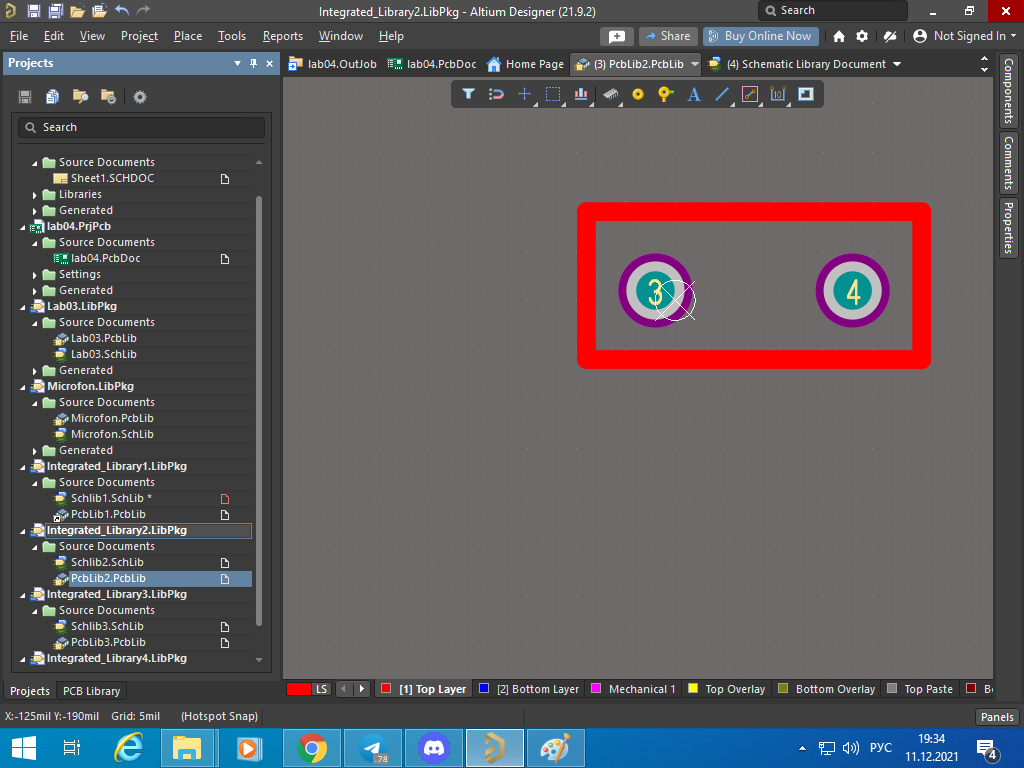 Integrated_Library2.LibPkg - Altium Designer (21.9.2)
Search
File Edit View Project Place Tools Reports Window Help
Share
Buy Online Now
Not Signed In
Projects
lab04.OutJob
lab04.PcbDoc
Home Page
(3) PcbLib2.PcbLib
(4) Schematic Library Document
Search
Source Documents
Sheet1.SCHDOC
Libraries
Generated
lab04.PrjPcb
Source Documents
lab04.PcbDoc
Settings
Generated
Lab03.LibPkg
Source Documents
Lab03.PcbLib
Lab03.SchLib
Generated
Microfon.LibPkg
Source Documents
Microfon.PcbLib
Microfon.SchLib
Generated
Integrated_Library1.LibPkg
Source Documents
Schlib1.SchLib *
PcbLib1.PcbLib
Integrated_Library2.LibPkg
Source Documents
Schlib2.SchLib
PcbLib2.PcbLib
Integrated_Library3.LibPkg
Source Documents
Schlib3.SchLib
PcbLib3.PcbLib
Integrated_Library4.LibPkg
A
3
4
Components
Comments
Properties
Projects
PCB Library
LS
[1] Top Layer
[2] Bottom Layer
Mechanical 1
Top Overlay
Bottom Overlay
Top Paste
X:-125mil Y:-190mil Grid: 5mil (Hotspot Snap)
Panels
.78
РУС
19:34
11.12.2021
4